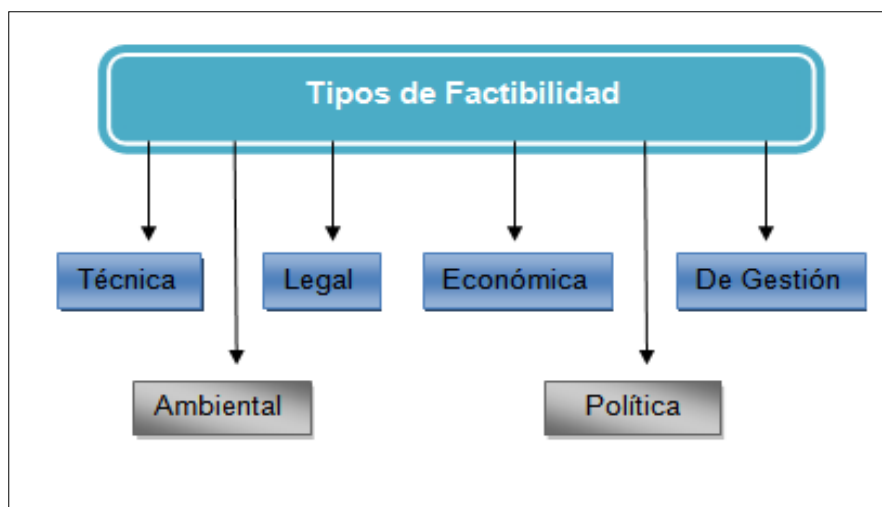 Tipos de Factibilidad
Técnica
Legal
Económica
De Gestión
Ambiental
Política